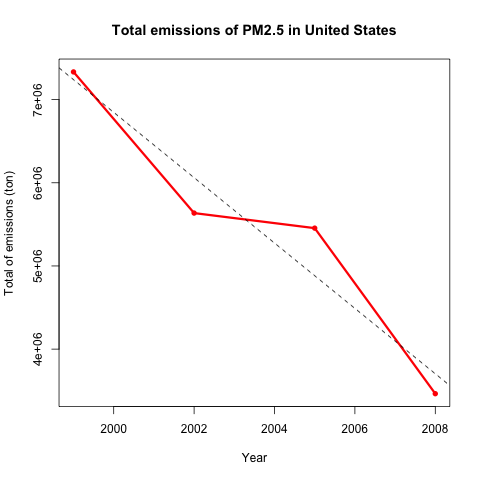 Total emissions of PM2.5 in United States
Total of emissions (ton)
7e+06
6e+06
5e+06
4e+06
2000 2002 2004 2006 2008
Year